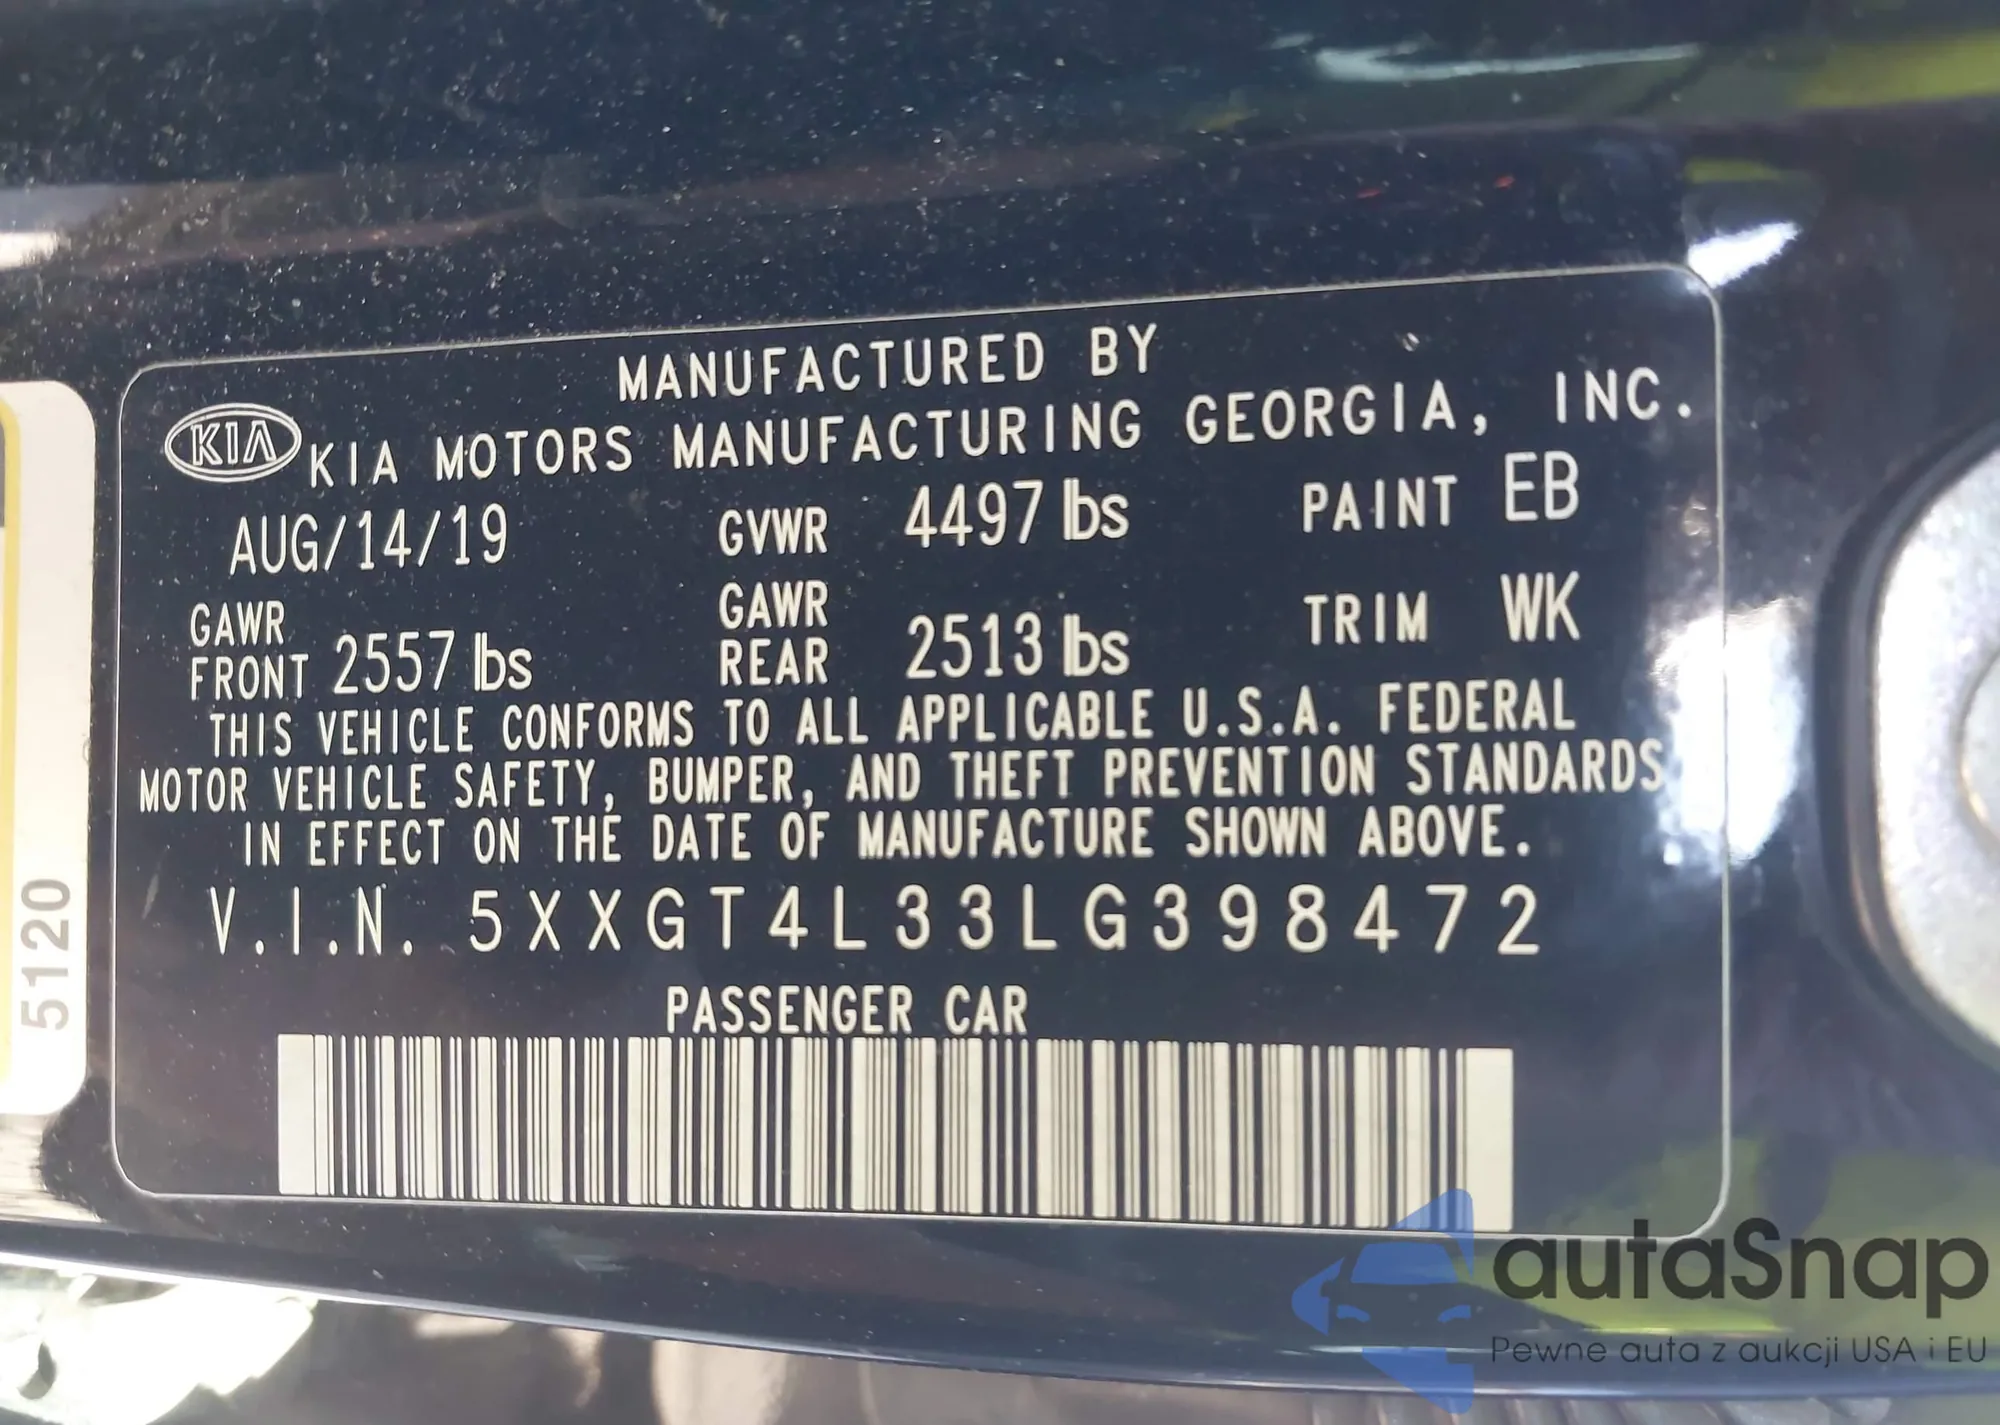 MANUFACTURED BY
KIA KIA MOTORS MANUFACTURING GEORGIA, INC.
AUG/14/19 GVWR 4497 lbs PAINT EB
GAWR FRONT 2557 lbs GAWR REAR 2513 lbs TRIM WK
THIS VEHICLE CONFORMS TO ALL APPLICABLE U.S.A. FEDERAL
MOTOR VEHICLE SAFETY, BUMPER, AND THEFT PREVENTION STANDARDS
IN EFFECT ON THE DATE OF MANUFACTURE SHOWN ABOVE.
V.I.N. 5XXGT4L33LG398472
PASSENGER CAR
5120
autaSnap
Pewne auta z aukcji USA i EU